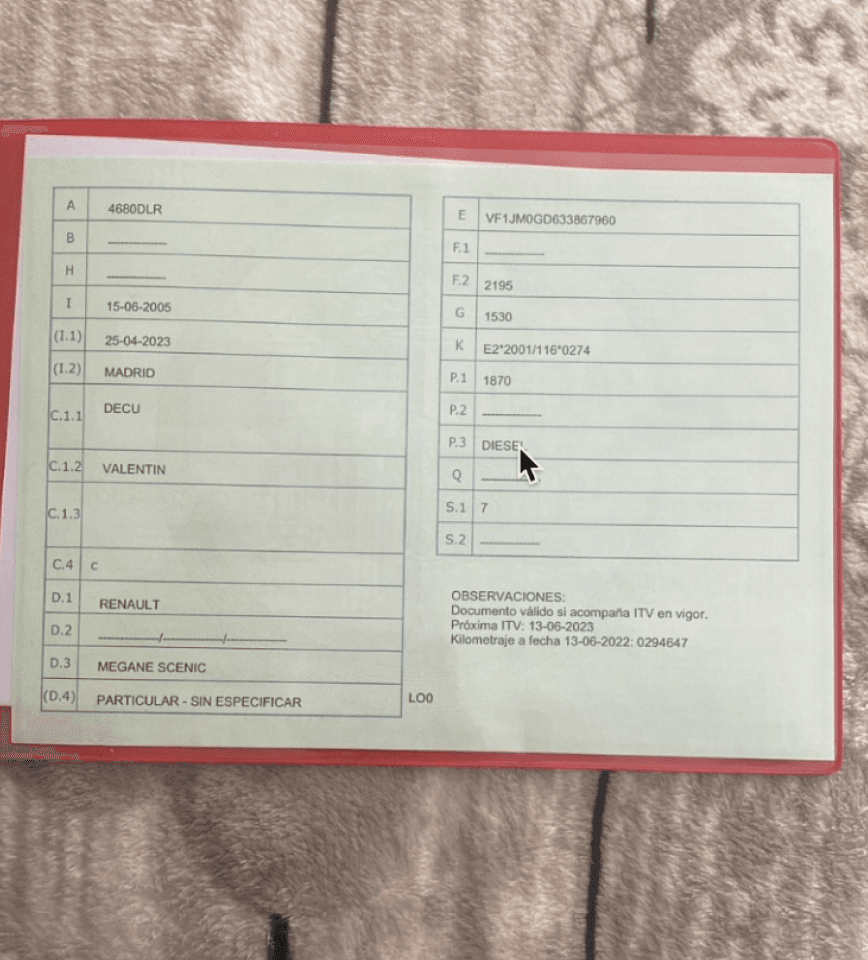 A 4680DLR
B ---------------
H ---------------
I 15-06-2005
(I.1) 25-04-2023
(I.2) MADRID
C.1.1 DECU
C.1.2 VALENTIN
C.1.3
C.4 c
D.1 RENAULT
D.2 ---------------/---------------/---------------
D.3 MEGANE SCENIC
(D.4) PARTICULAR - SIN ESPECIFICAR
E VF1JM0GD633867960
F.1 ---------------
F.2 2195
G 1530
K E2*2001/116*0274
P.1 1870
P.2 ---------------
P.3 DIESEL
Q ---------------
S.1 7
S.2 ---------------
OBSERVACIONES:
Documento válido si acompaña ITV en vigor.
Próxima ITV: 13-06-2023
Kilometraje a fecha 13-06-2022: 0294647
LO0